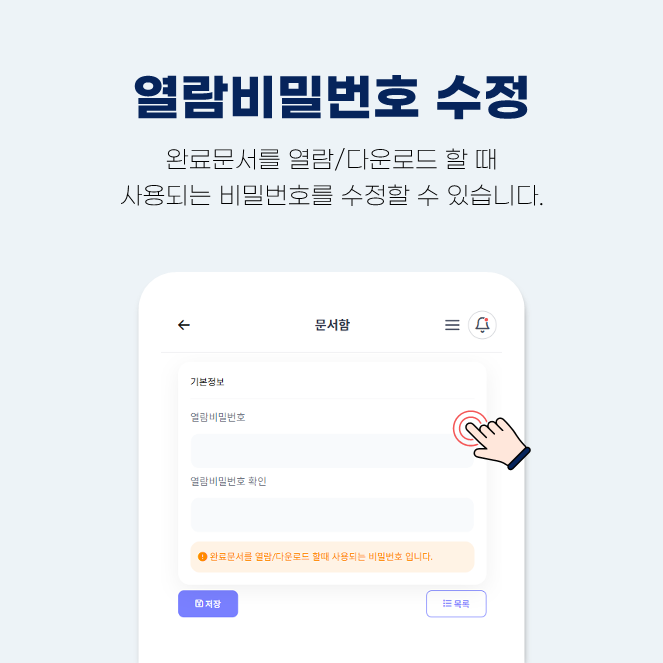 열람비밀번호 수정
완료문서를 열람/다운로드 할 때
사용되는 비밀번호를 수정할 수 있습니다.
문서함
기본정보
열람비밀번호
열람비밀번호 확인
완료문서를 열람/다운로드 할때 사용되는 비밀번호 입니다.
저장
목록